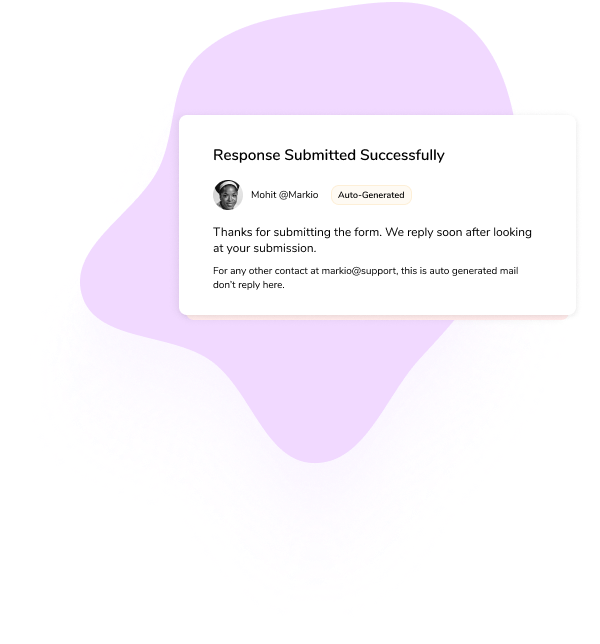 Response Submitted Successfully
Mohit @Markio Auto-Generated
Thanks for submitting the form. We reply soon after looking
at your submission.
For any other contact at markio@support, this is auto generated mail
don't reply here.